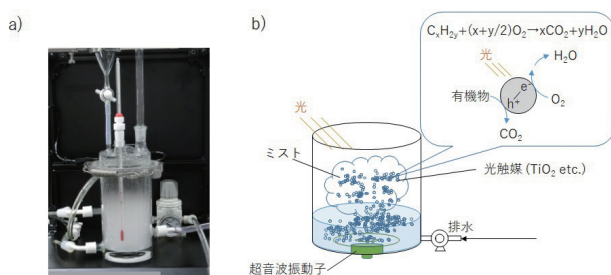 a)
b)
CxH2y+(x+y/2)O2→xCO2+yH2O
光
H2O
e-
有機物
h+
O2
CO2
光
ミスト
光触媒 (TiO2 etc.)
排水
超音波振動子